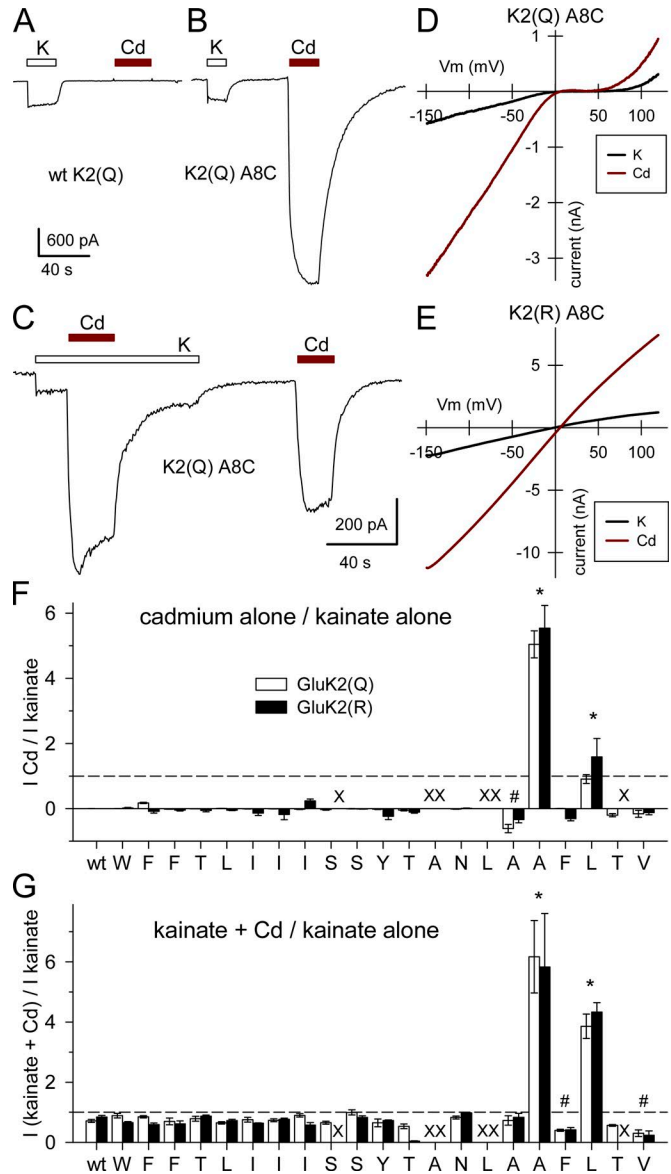 A
K
Cd
wt K2(Q)
600 pA
40 s
B
K
Cd
K2(Q) A8C
C
Cd
K
K2(Q) A8C
200 pA
40 s
D
K2(Q) A8C
Vm (mV)
1
-150
-50
50
100
-1
-2
-3
K
Cd
current (nA)
E
K2(R) A8C
Vm (mV)
5
-150
-50
50
100
-5
-10
K
Cd
current (nA)
F
cadmium alone / kainate alone
GluK2(Q)
GluK2(R)
I Cd / I kainate
6
4
2
0
X XX XX # * * X
wt W F F T L I I I S S Y T A N L A A F L T V
G
kainate + Cd / kainate alone
I (kainate + Cd) / I kainate
6
4
2
0
X XX XX * # * X #
wt W F F T L I I I S S Y T A N L A A F L T V